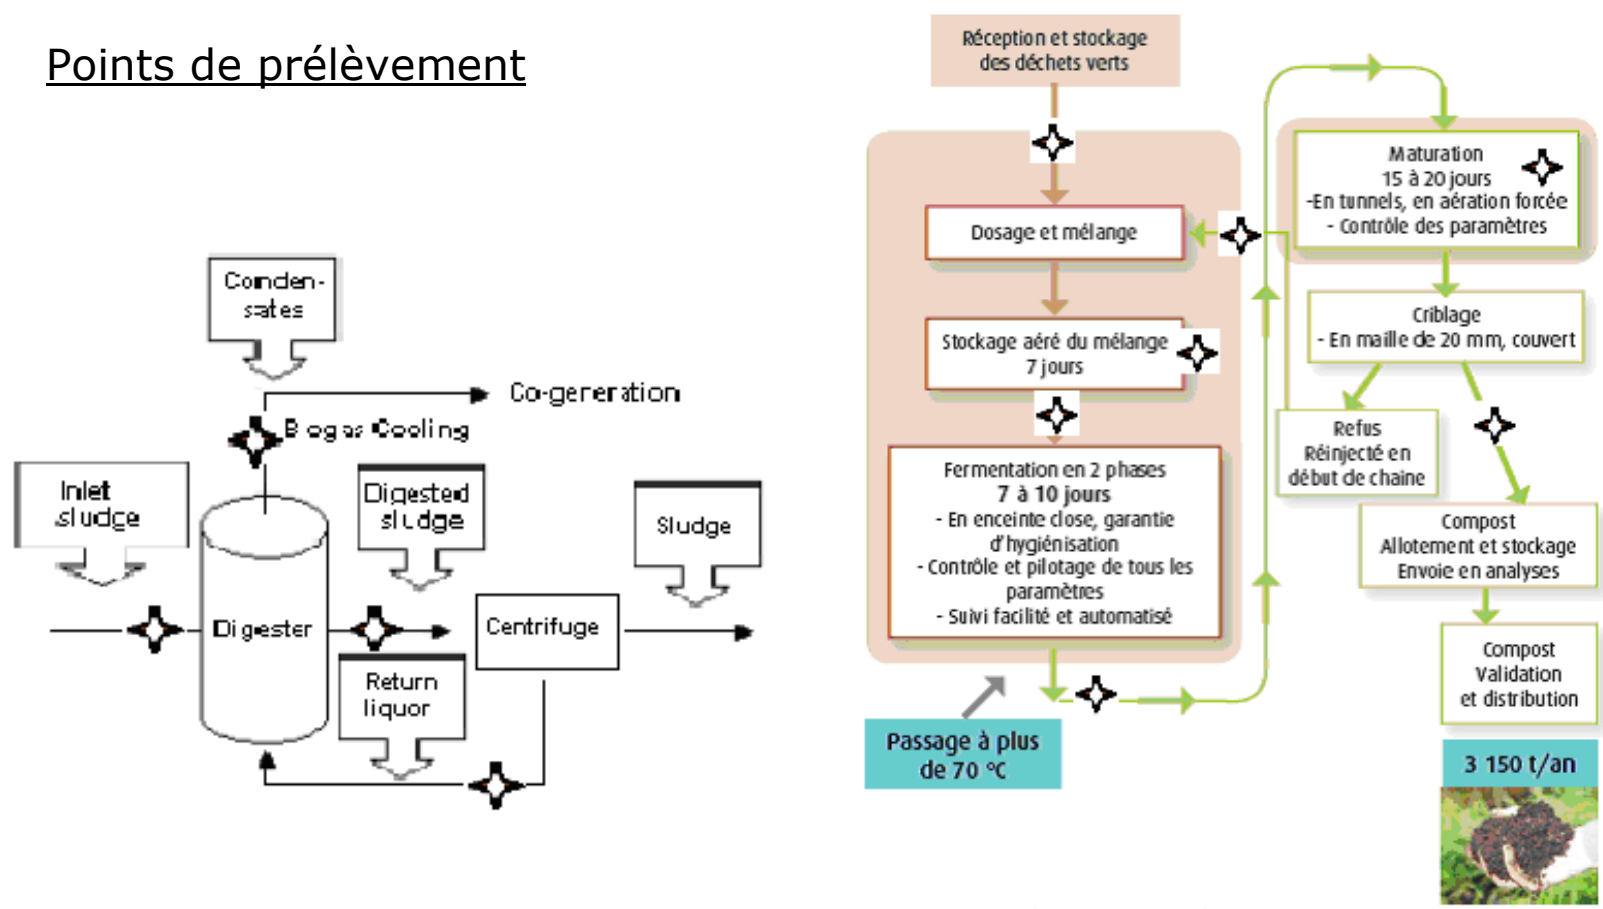 Points de prélèvement
Conden-
sates
Co-generation
Biogas Cooling
Inlet
sludge
Digested
sludge
Sludge
Digester
Centrifuge
Return
liquor
Réception et stockage
des déchets verts
Dosage et mélange
Stockage aéré du mélange
7 jours
Fermentation en 2 phases
7 à 10 jours
- En enceinte close, garantie
d'hygiénisation
- Contrôle et pilotage de tous les
paramètres
- Suivi facilité et automatisé
Passage à plus
de 70 °C
Maturation
15 à 20 jours
-En tunnels, en aération forcée
- Contrôle des paramètres
Criblage
- En maille de 20 mm, couvert
Refus
Réinjecté en
début de chaine
Compost
Allotement et stockage
Envoie en analyses
Compost
Validation
et distribution
3 150 t/an